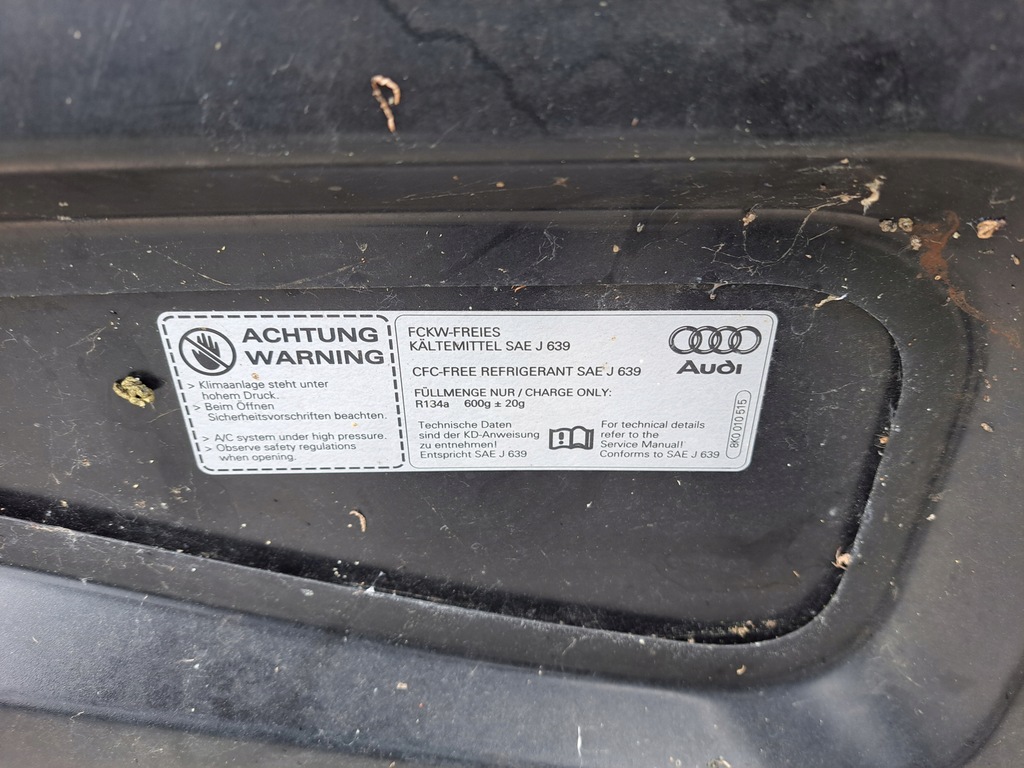 ACHTUNG
WARNING
> Klimaanlage steht unter
hohem Druck.
> Beim Öffnen
Sicherheitsvorschriften beachten.
> A/C system under high pressure.
> Observe safety regulations
when opening.
FCKW-FREIES
KÄLTEMITTEL SAE J 639
CFC-FREE REFRIGERANT SAE J 639
FÜLLMENGE NUR / CHARGE ONLY:
R134a 600g ± 20g
Technische Daten
sind der KD-Anweisung
zu entnehmen!
Entspricht SAE J 639
For technical details
refer to the
Service Manual!
Conforms to SAE J 639
Audi
8K0 010 515